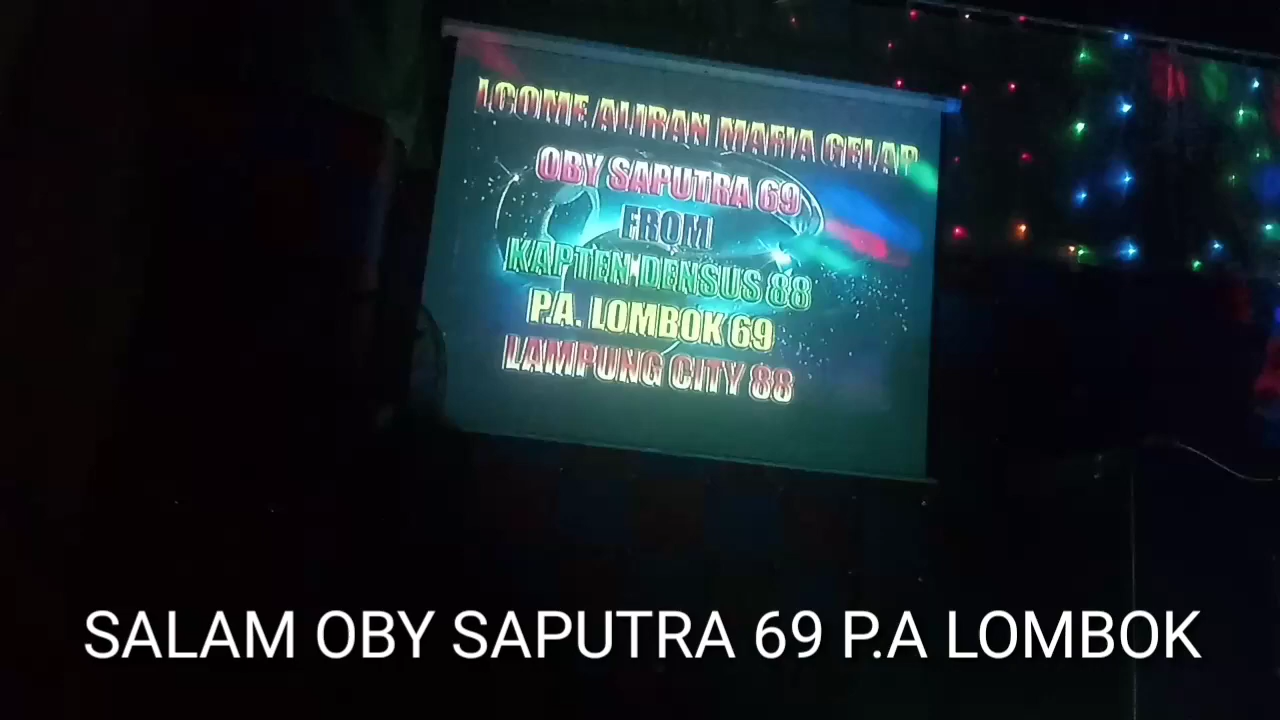 LCOME ALIRAN MAFIA GELAP
OBY SAPUTRA 69
FROM
KAPTEN DENSUS 88
P.A. LOMBOK 69
LAMPUNG CITY 88
SALAM OBY SAPUTRA 69 P.A LOMBOK